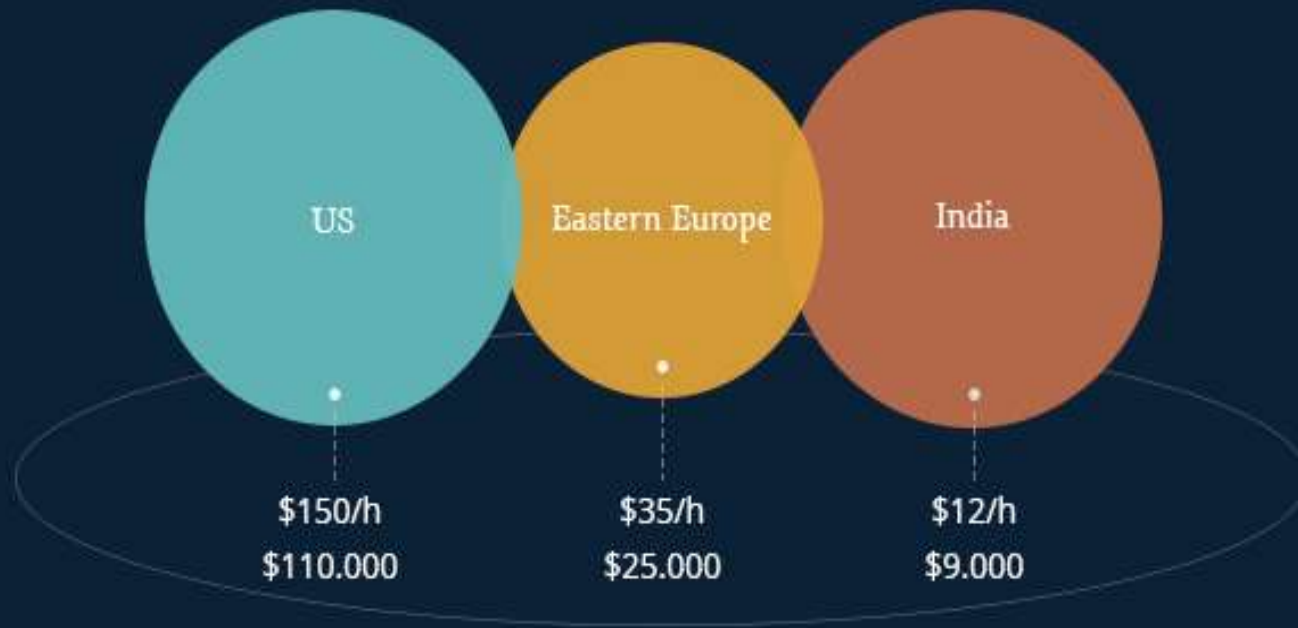 US
Eastern Europe
India
$150/h
$35/h
$12/h
$110.000
$25.000
$9.000